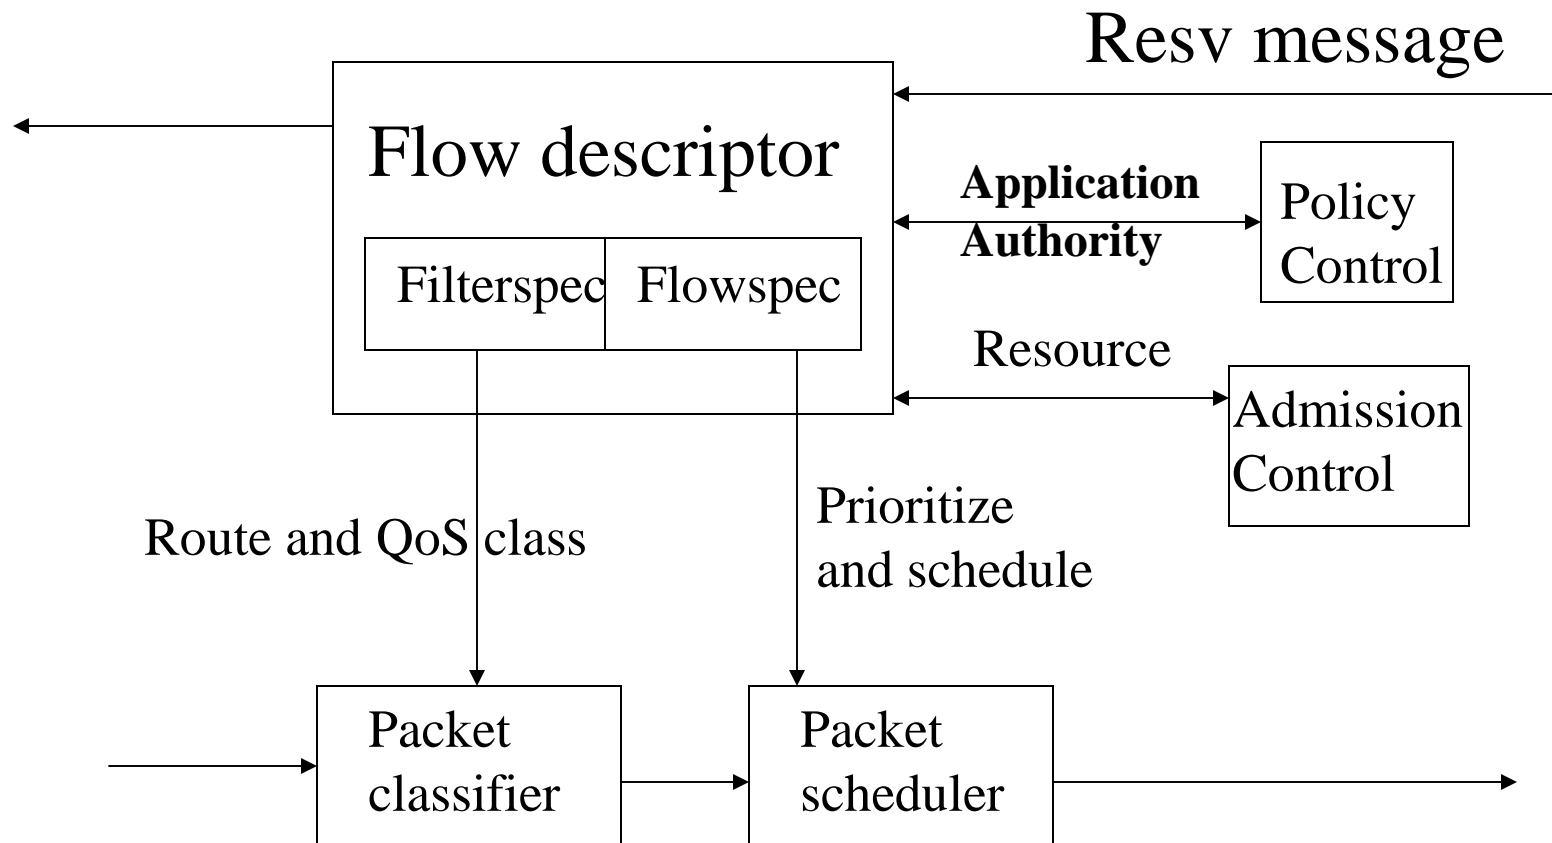 Resv message
Flow descriptor
Application
Authority
Policy
Control
Filterspec
Flowspec
Resource
Admission
Control
Route and QoS class
Prioritize
and schedule
Packet
classifier
Packet
scheduler